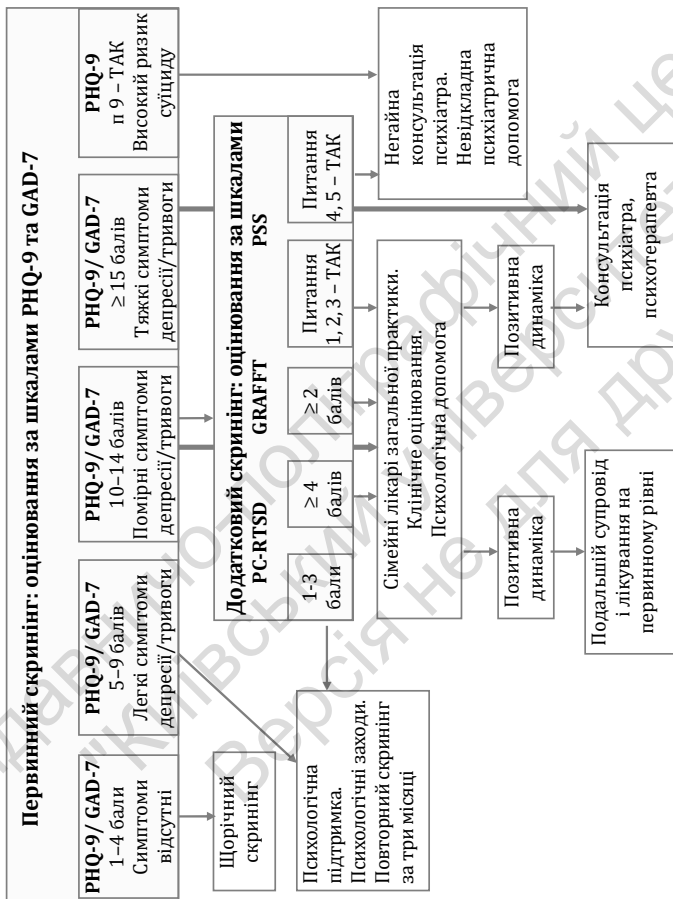 Первинний скринінг: оцінювання за шкалами PHQ-9 та GAD-7
PHQ-9/ GAD-7
1–4 бали
Симптоми
відсутні
PHQ-9/ GAD-7
5–9 балів
Легкі симптоми
депресії/тривоги
PHQ-9/ GAD-7
10–14 балів
Помірні симптоми
депресії/тривоги
PHQ-9/ GAD-7
≥ 15 балів
Тяжкі симптоми
депресії/тривоги
PHQ-9
п 9 – ТАК
Високий ризик
суїциду
Щорічний
скринінг
Додатковий скринінг: оцінювання за шкалами
PC-RTSD GRAFFT PSS
1-3
бали
≥ 4
балів
≥ 2
балів
Питання
1, 2, 3 – ТАК
Питання
4, 5 – ТАК
Психологічна
підтримка.
Психологічні заходи.
Повторний скринінг
за три місяці
Сімейні лікарі загальної практики.
Клінічне оцінювання.
Психологічна допомога
Негайна
консультація
психіатра.
Невідкладна
психіатрична
допомога
Позитивна
динаміка
Позитивна
динаміка
Подальшій супровід
і лікування на
первинному рівні
Консультація
психіатра,
психотерапевта